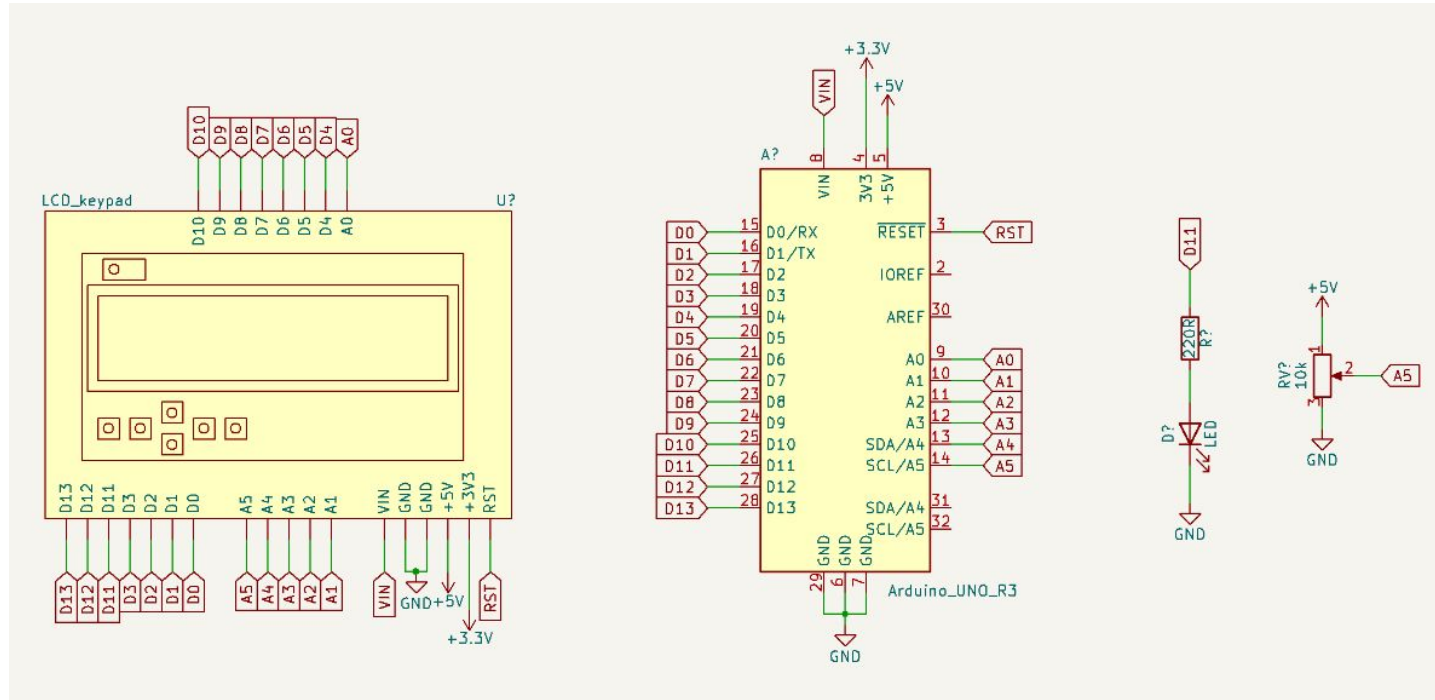 D10 D9 D8 D7 D6 D5 D4 A0
LCD_keypad U?
D10 D9 D8 D7 D6 D5 D4 A0
D13 D12 D11 D3 D2 D1 D0 A5 A4 A3 A2 A1 VIN GND GND +5V +3V3 RST
D13 D12 D11 D3 D2 D1 D0 A5 A4 A3 A2 A1 VIN GND +5V RST
+3.3V
+3.3V
VIN +5V
A? 8 4 5
VIN 3V3 +5V
D0 15 D0/RX RESET 3 RST
D1 16 D1/TX
D2 17 D2 IOREF 2
D3 18 D3
D4 19 D4 AREF 30
D5 20 D5
D6 21 D6 A0 9 A0
D7 22 D7 A1 10 A1
D8 23 D8 A2 11 A2
D9 24 D9 A3 12 A3
D10 25 D10 SDA/A4 13 A4
D11 26 D11 SCL/A5 14 A5
D12 27 D12
D13 28 D13 SDA/A4 31
SCL/A5 32
GND GND GND
29 6 7 Arduino_UNO_R3
GND
D11
220R R?
D? LED
GND
+5V
1
RV? 10k 2 A5
3
GND